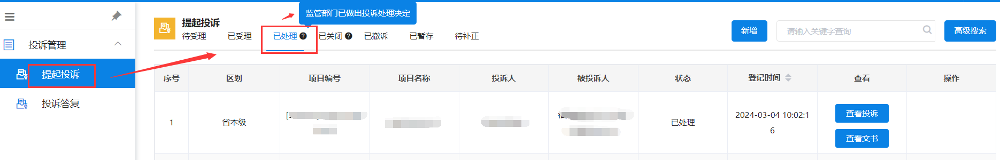 监管部门已做出投诉处理决定
提起投诉
待受理 已受理 已处理 ? 已关闭 ? 已撤诉 已暂存 待补正
新增 请输入关键字查询 高级搜索
投诉管理
提起投诉
投诉答复
序号 区划 项目编号 项目名称 投诉人 被投诉人 状态 登记时间 查看 操作
1 省本级 [ 已处理 2024-03-04 10:02:1
6
查看投诉
查看文书